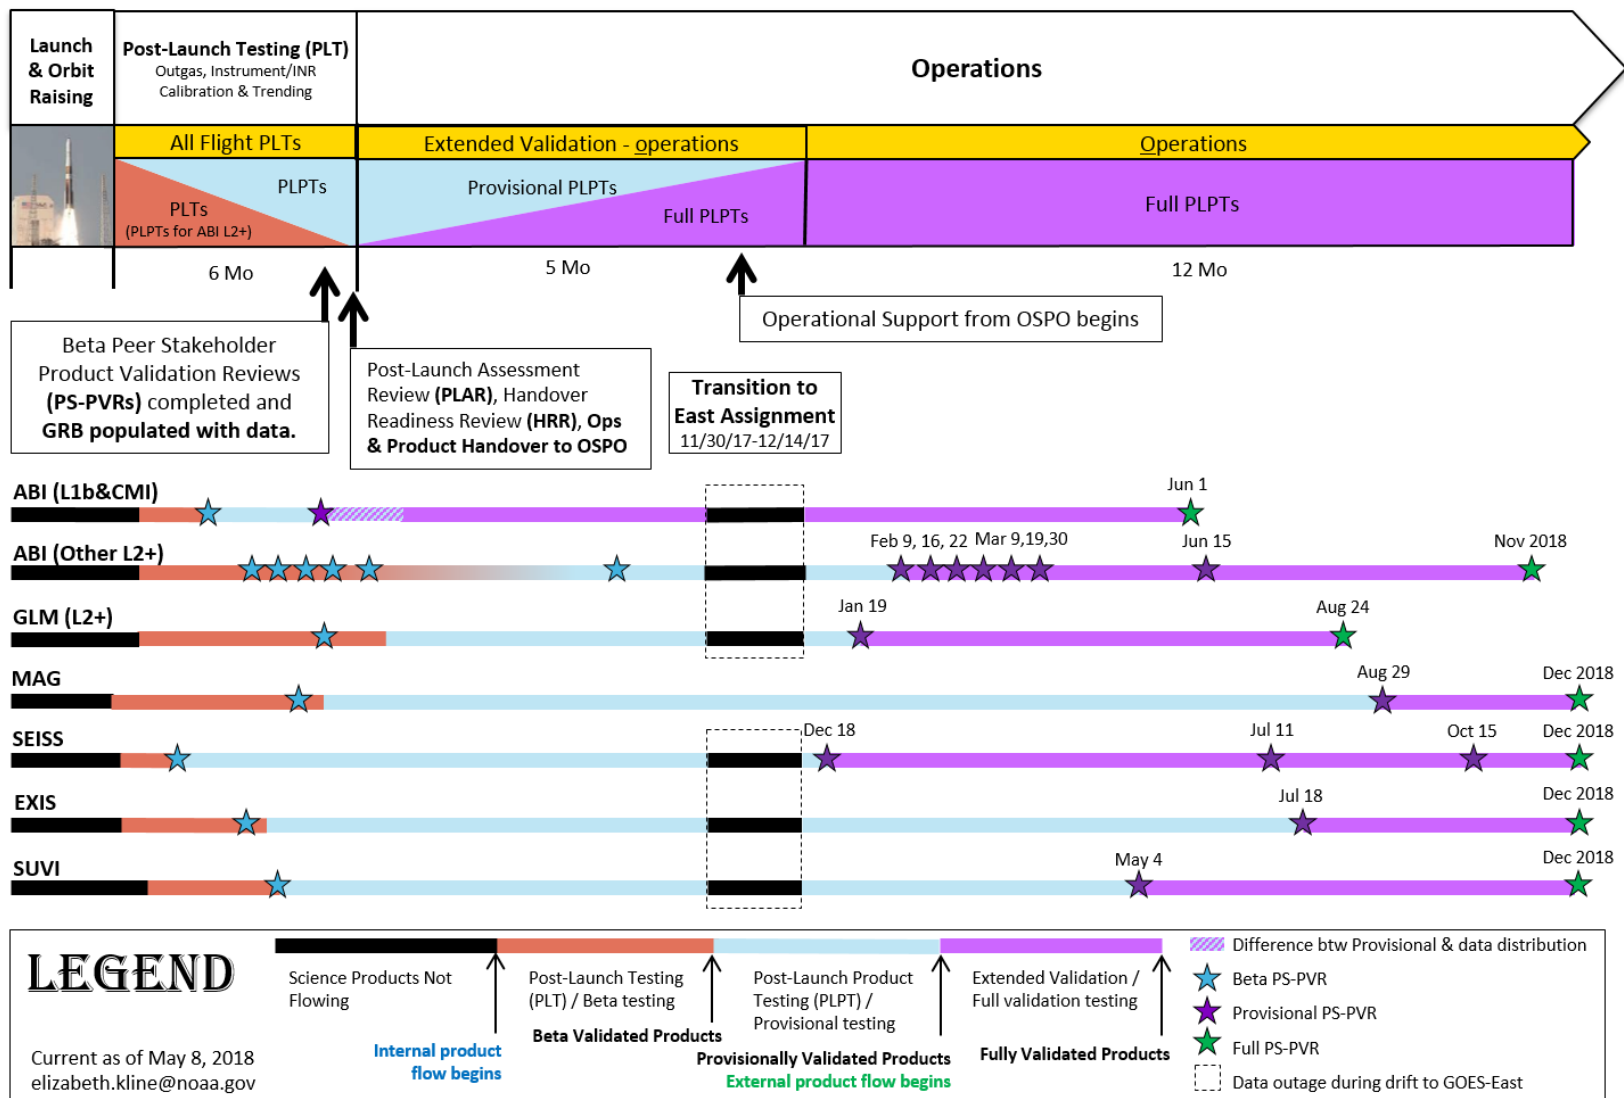 Launch
& Orbit
Raising
Post-Launch Testing (PLT)
Outgas, Instrument/INR
Calibration & Trending
Operations
All Flight PLTs
Extended Validation - operations
Operations
PLPTs
PLTs
(PLPTs for ABI L2+)
Provisional PLPTs
Full PLPTs
Full PLPTs
6 Mo
5 Mo
12 Mo
Beta Peer Stakeholder
Product Validation Reviews
(PS-PVRs) completed and
GRB populated with data.
Post-Launch Assessment
Review (PLAR), Handover
Readiness Review (HRR), Ops
& Product Handover to OSPO
Operational Support from OSPO begins
Transition to
East Assignment
11/30/17-12/14/17
ABI (L1b&CMI)
Jun 1
ABI (Other L2+)
Feb 9, 16, 22
Mar 9,19,30
Jun 15
Nov 2018
GLM (L2+)
Jan 19
Aug 24
MAG
Aug 29
Dec 2018
SEISS
Dec 18
Jul 11
Oct 15
Dec 2018
EXIS
Jul 18
Dec 2018
SUVI
May 4
Dec 2018
LEGEND
Current as of May 8, 2018
elizabeth.kline@noaa.gov
Science Products Not
Flowing
Internal product
flow begins
Post-Launch Testing
(PLT) / Beta testing
Beta Validated Products
Post-Launch Product
Testing (PLPT) /
Provisional testing
Provisionally Validated Products
External product flow begins
Extended Validation /
Full validation testing
Fully Validated Products
Difference btw Provisional & data distribution
Beta PS-PVR
Provisional PS-PVR
Full PS-PVR
Data outage during drift to GOES-East